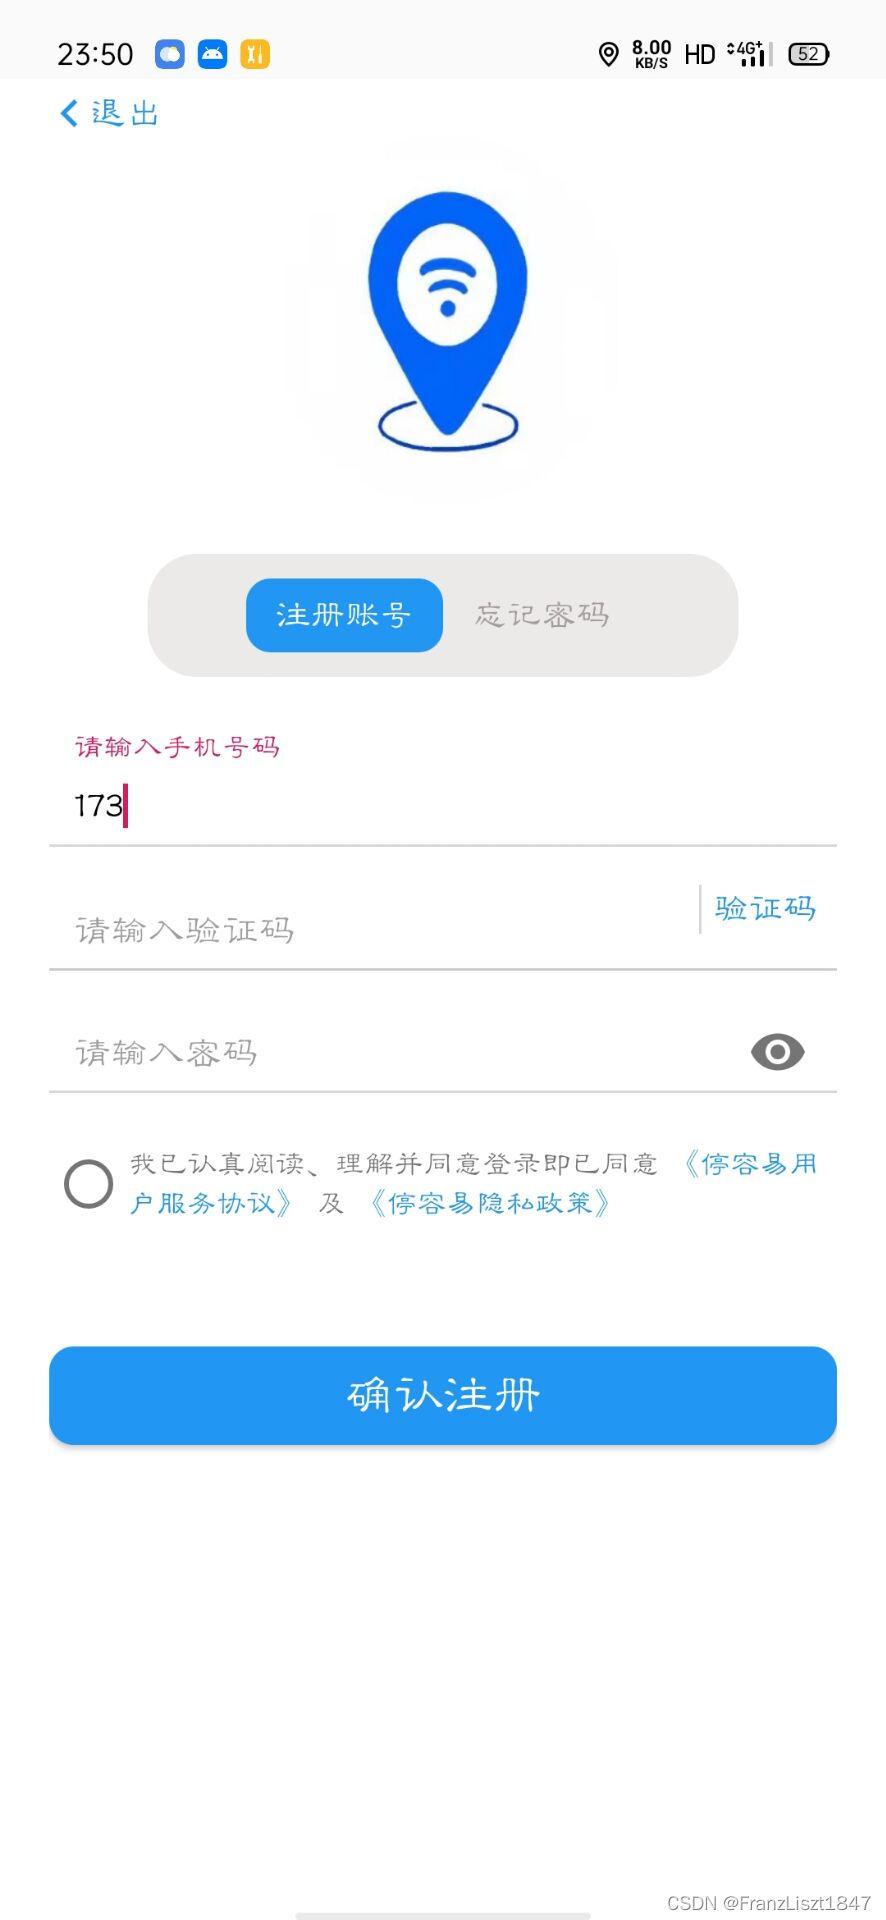 23:50 8.00 KB/S HD 4G+ 52
退出
注册账号 忘记密码
请输入手机号码
173
请输入验证码 验证码
请输入密码
我已认真阅读、理解并同意登录即已同意 《停容易用
户服务协议》 及 《停容易隐私政策》
确认注册
CSDN @FranzLiszt1847